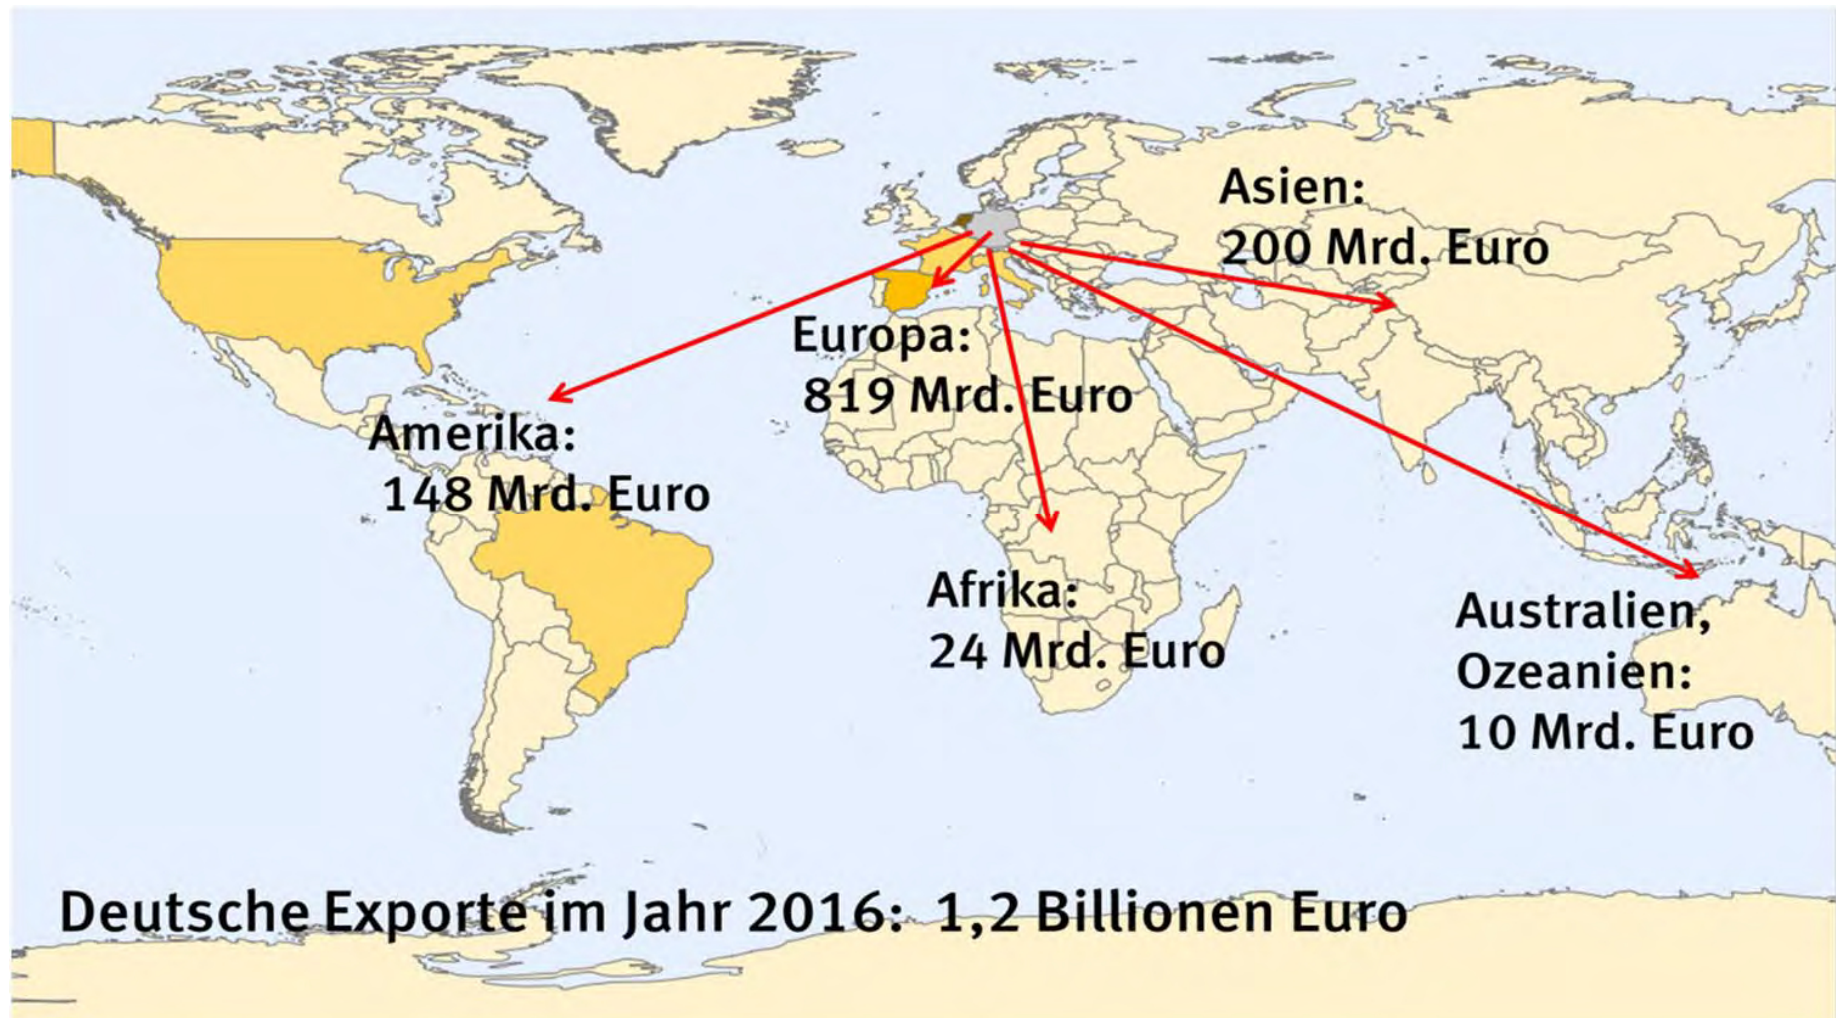 Asien:
200 Mrd. Euro
Europa:
819 Mrd. Euro
Amerika:
148 Mrd. Euro
Afrika:
24 Mrd. Euro
Australien,
Ozeanien:
10 Mrd. Euro
Deutsche Exporte im Jahr 2016: 1,2 Billionen Euro